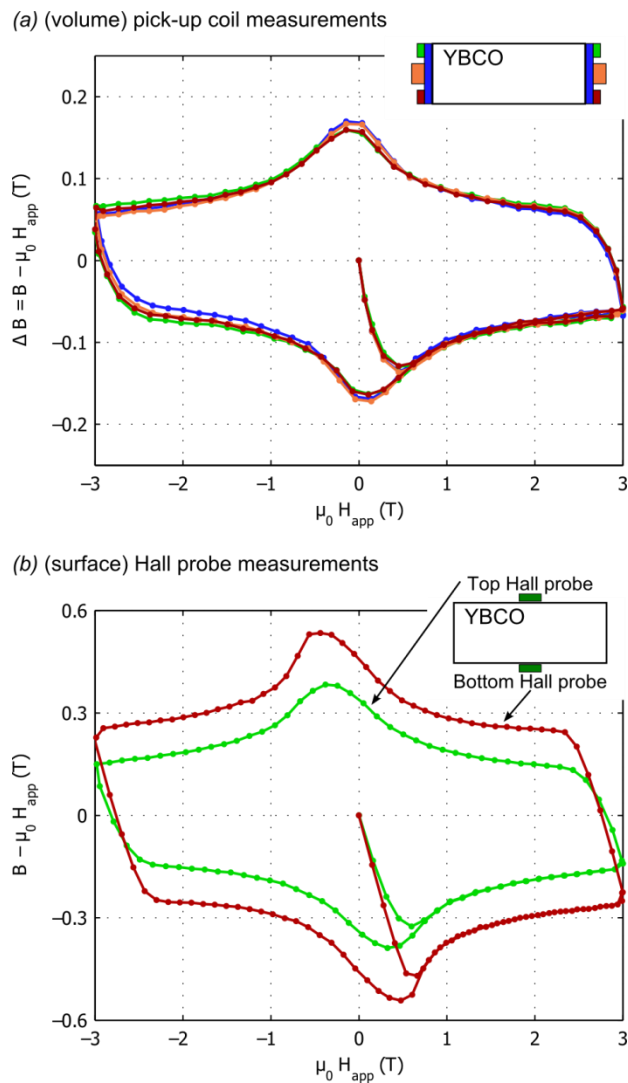 (a) (volume) pick-up coil measurements
YBCO
0.2
0.1
0
−0.1
−0.2
Δ B = B − μ0 Happ (T)
−3 −2 −1 0 1 2 3
μ0 Happ (T)
(b) (surface) Hall probe measurements
Top Hall probe
YBCO
Bottom Hall probe
0.6
0.3
0
−0.3
−0.6
B − μ0 Happ (T)
−3 −2 −1 0 1 2 3
μ0 Happ (T)